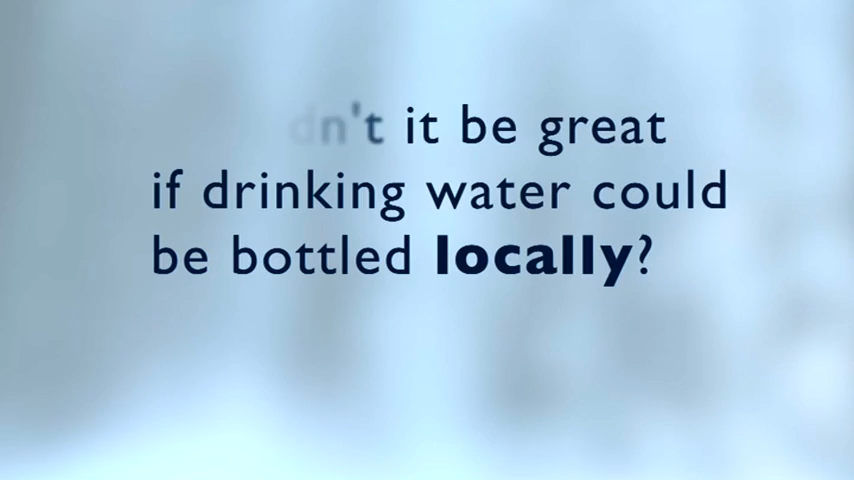 dn't it be great
if drinking water could
be bottled locally?